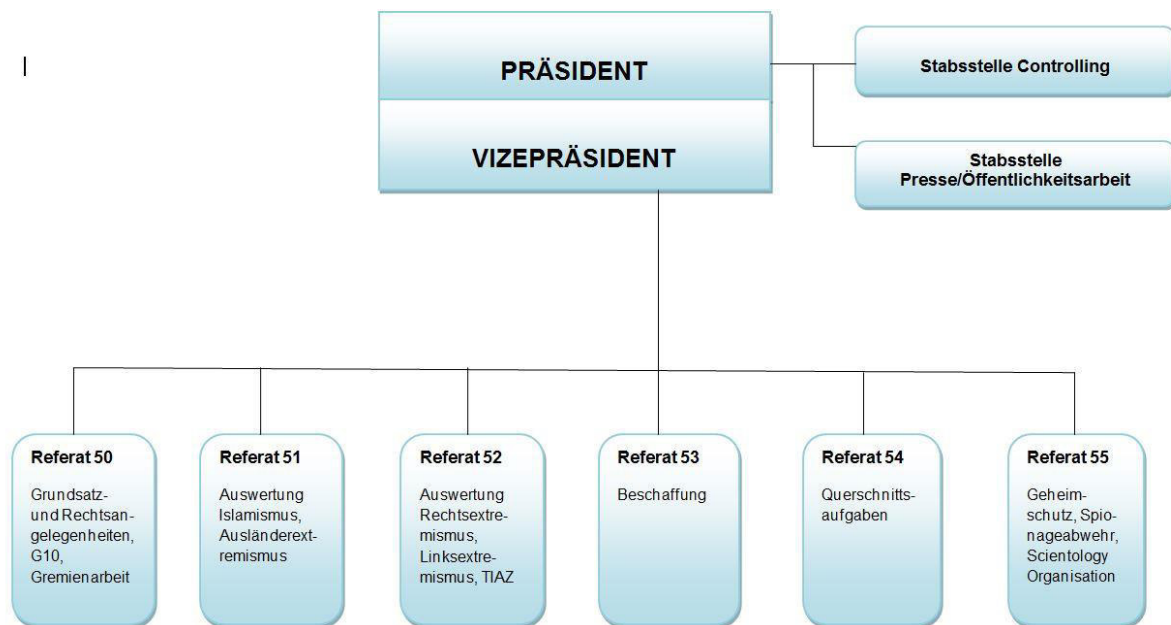 PRÄSIDENT
VIZEPRÄSIDENT
Stabsstelle Controlling
Stabsstelle
Presse/Öffentlichkeitsarbeit
Referat 50
Grundsatz-
und Rechtsan-
gelegenheiten,
G10,
Gremienarbeit
Referat 51
Auswertung
Islamismus,
Ausländerext-
remismus
Referat 52
Auswertung
Rechtsextre-
mismus,
Linksextre-
mismus, TIAZ
Referat 53
Beschaffung
Referat 54
Querschnitts-
aufgaben
Referat 55
Geheim-
schutz, Spio-
nageabwehr,
Scientology
Organisation